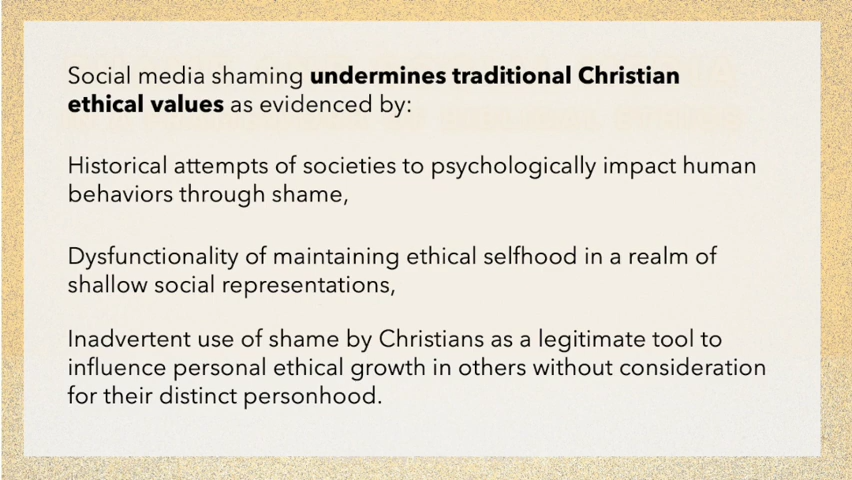 Social media shaming undermines traditional Christian
ethical values as evidenced by:
Historical attempts of societies to psychologically impact human
behaviors through shame,
Dysfunctionality of maintaining ethical selfhood in a realm of
shallow social representations,
Inadvertent use of shame by Christians as a legitimate tool to
influence personal ethical growth in others without consideration
for their distinct personhood.